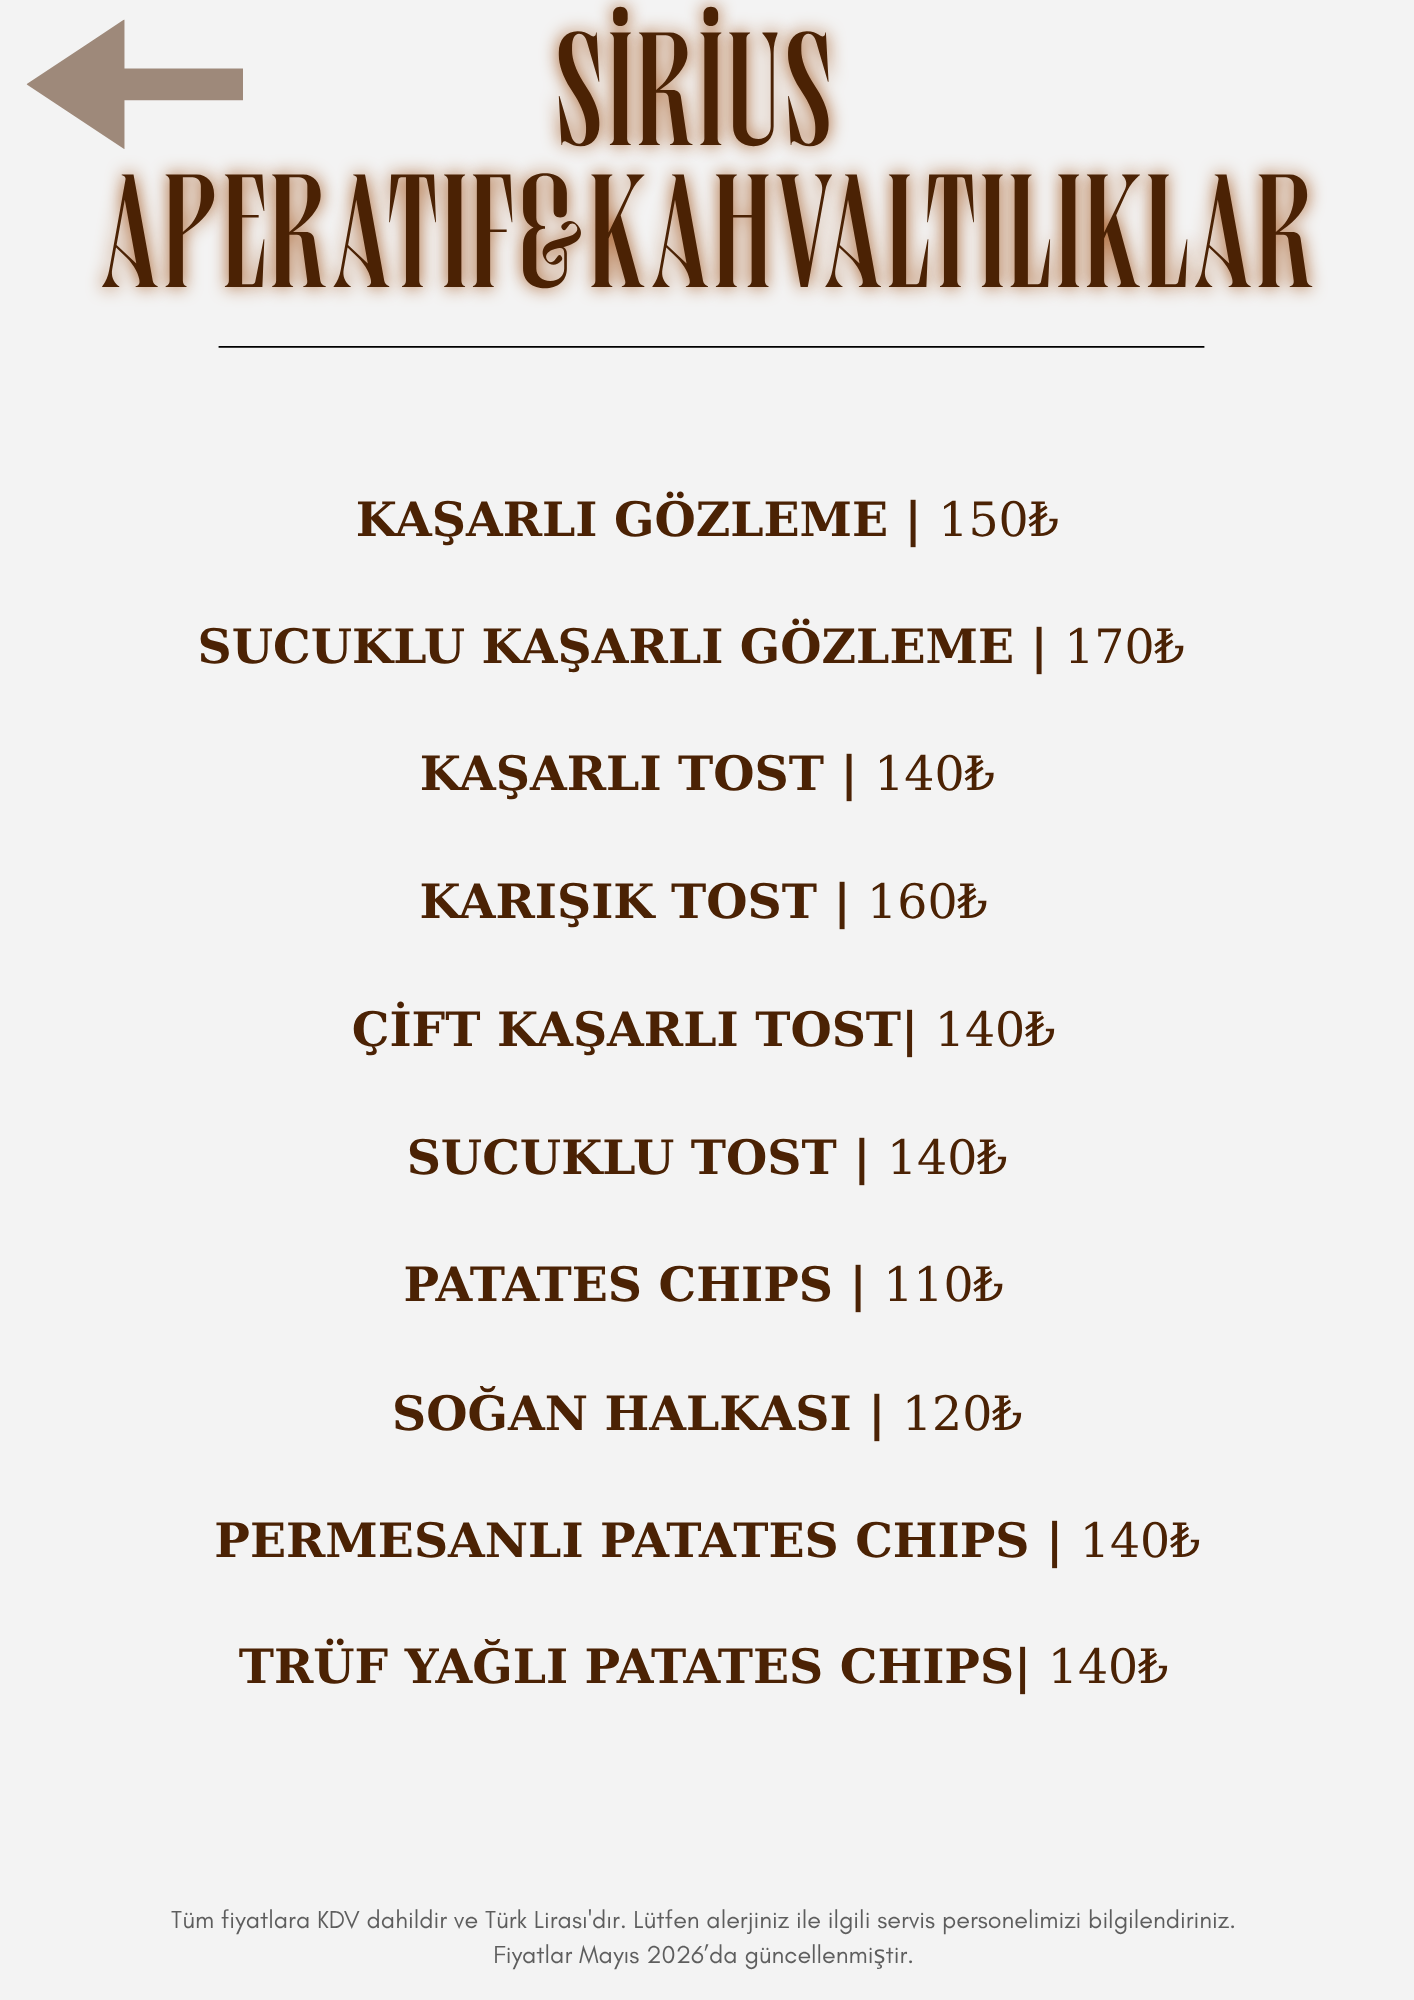 SİRİUS
APERATIF&KAHVALTILIKLAR
KAŞARLI GÖZLEME | 150₺
SUCUKLU KAŞARLI GÖZLEME | 170₺
KAŞARLI TOST | 140₺
KARIŞIK TOST | 160₺
ÇİFT KAŞARLI TOST| 140₺
SUCUKLU TOST | 140₺
PATATES CHIPS | 110₺
SOĞAN HALKASI | 120₺
PERMESANLI PATATES CHIPS | 140₺
TRÜF YAĞLI PATATES CHIPS| 140₺
Tüm fiyatlara KDV dahildir ve Türk Lirası'dır. Lütfen alerjiniz ile ilgili servis personelimizi bilgilendiriniz.
Fiyatlar Mayıs 2026’da güncellenmiştir.